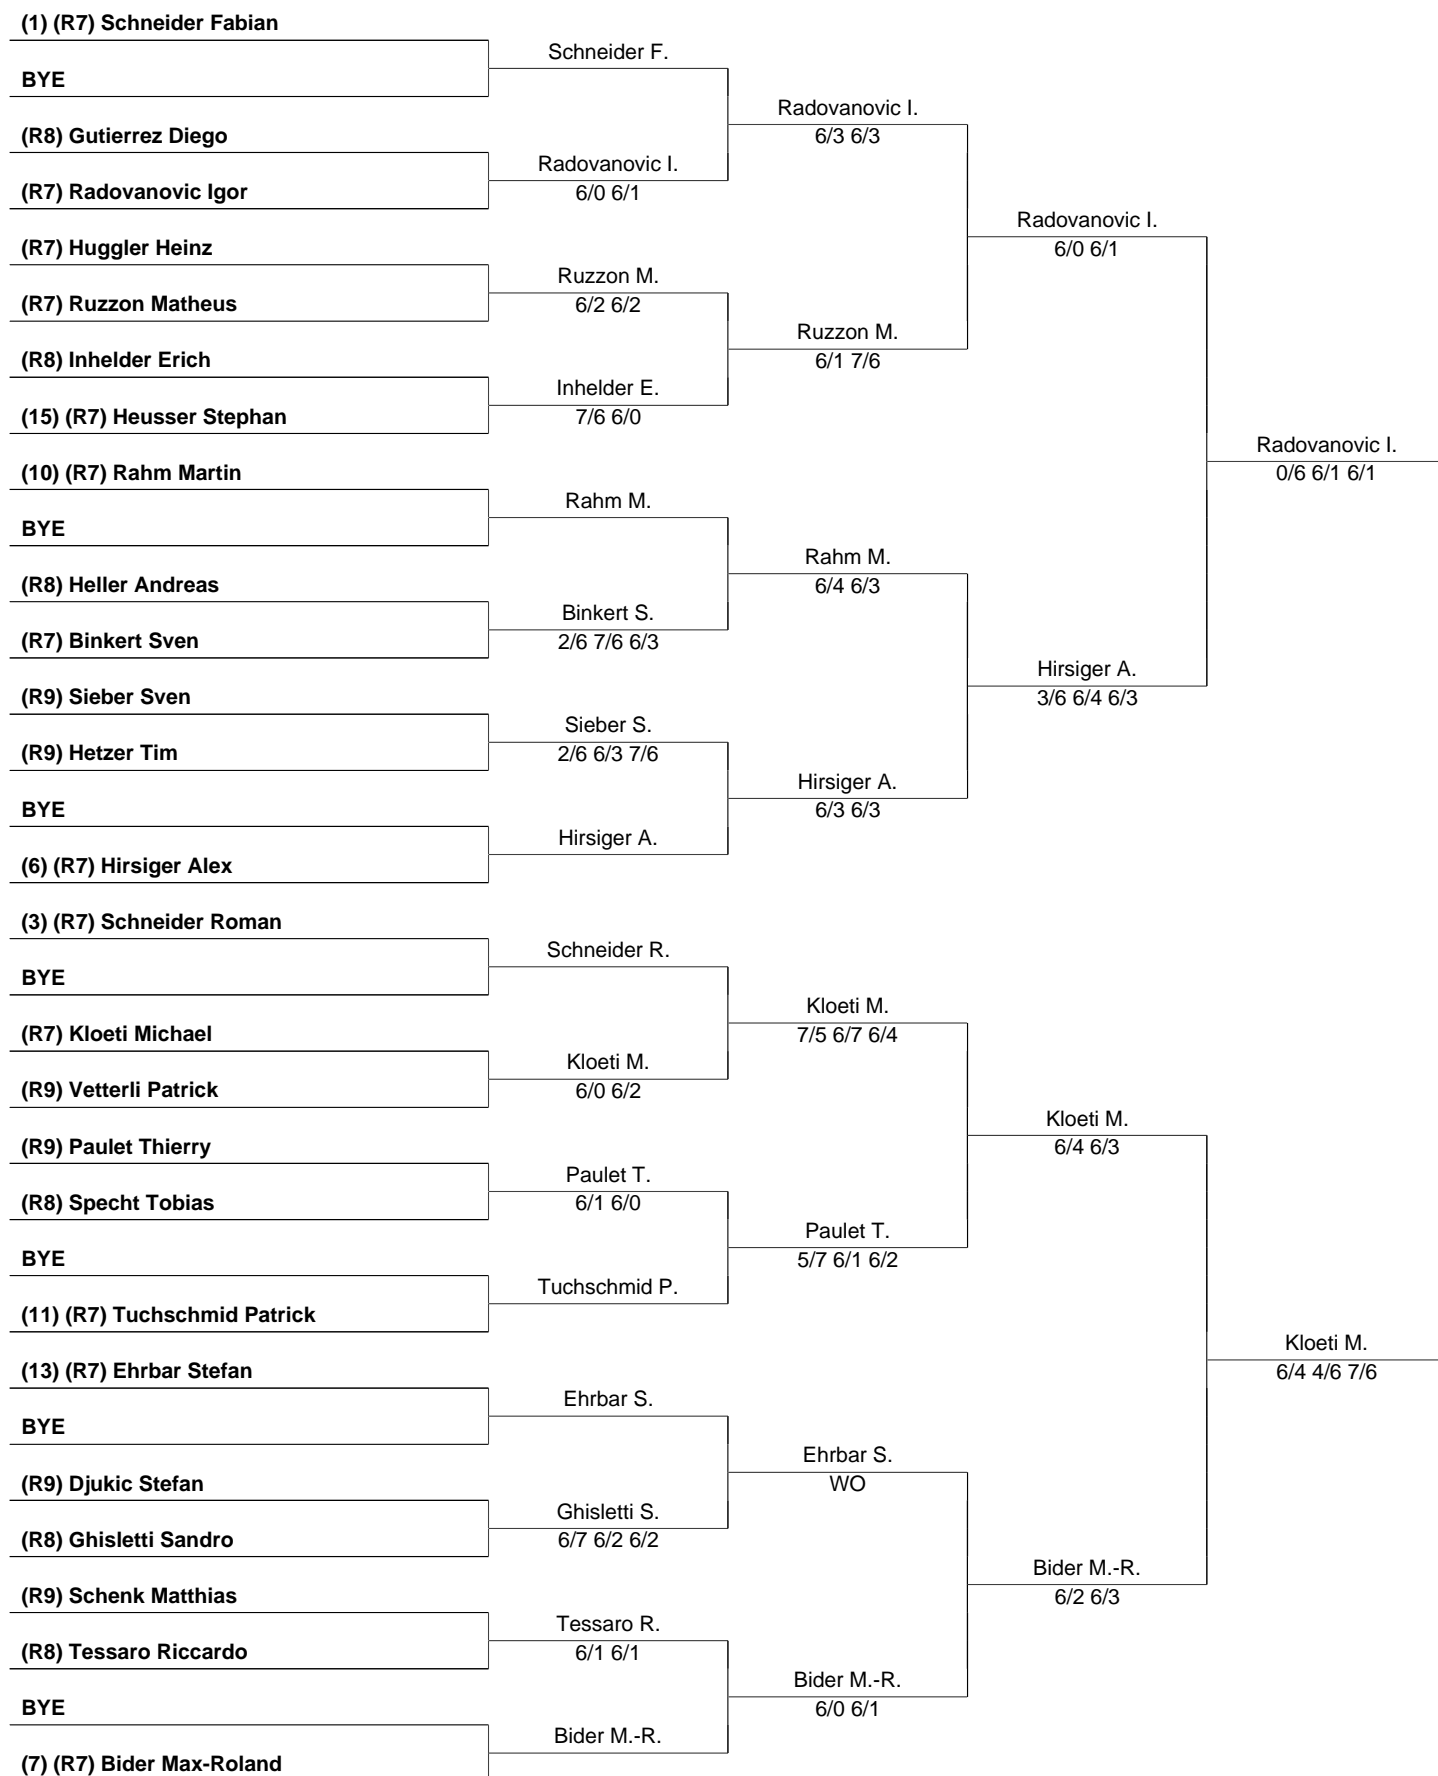 (1) (R7) Schneider Fabian
Schneider F.
BYE
Radovanovic I.
6/3 6/3
(R8) Gutierrez Diego
Radovanovic I.
6/0 6/1
(R7) Radovanovic Igor
Radovanovic I.
6/0 6/1
(R7) Huggler Heinz
Ruzzon M.
6/2 6/2
(R7) Ruzzon Matheus
Ruzzon M.
6/1 7/6
(R8) Inhelder Erich
Inhelder E.
7/6 6/0
(15) (R7) Heusser Stephan
Radovanovic I.
0/6 6/1 6/1
(10) (R7) Rahm Martin
Rahm M.
BYE
Rahm M.
6/4 6/3
(R8) Heller Andreas
Binkert S.
2/6 7/6 6/3
(R7) Binkert Sven
Hirsiger A.
3/6 6/4 6/3
(R9) Sieber Sven
Sieber S.
2/6 6/3 7/6
(R9) Hetzer Tim
Hirsiger A.
6/3 6/3
BYE
Hirsiger A.
(6) (R7) Hirsiger Alex
(3) (R7) Schneider Roman
Schneider R.
BYE
Kloeti M.
7/5 6/7 6/4
(R7) Kloeti Michael
Kloeti M.
6/0 6/2
(R9) Vetterli Patrick
Kloeti M.
6/4 6/3
(R9) Paulet Thierry
Paulet T.
6/1 6/0
(R8) Specht Tobias
Paulet T.
5/7 6/1 6/2
BYE
Tuchschmid P.
(11) (R7) Tuchschmid Patrick
Kloeti M.
6/4 4/6 7/6
(13) (R7) Ehrbar Stefan
Ehrbar S.
BYE
Ehrbar S.
WO
(R9) Djukic Stefan
Ghisletti S.
6/7 6/2 6/2
(R8) Ghisletti Sandro
Bider M.-R.
6/2 6/3
(R9) Schenk Matthias
Tessaro R.
6/1 6/1
(R8) Tessaro Riccardo
Bider M.-R.
6/0 6/1
BYE
Bider M.-R.
(7) (R7) Bider Max-Roland